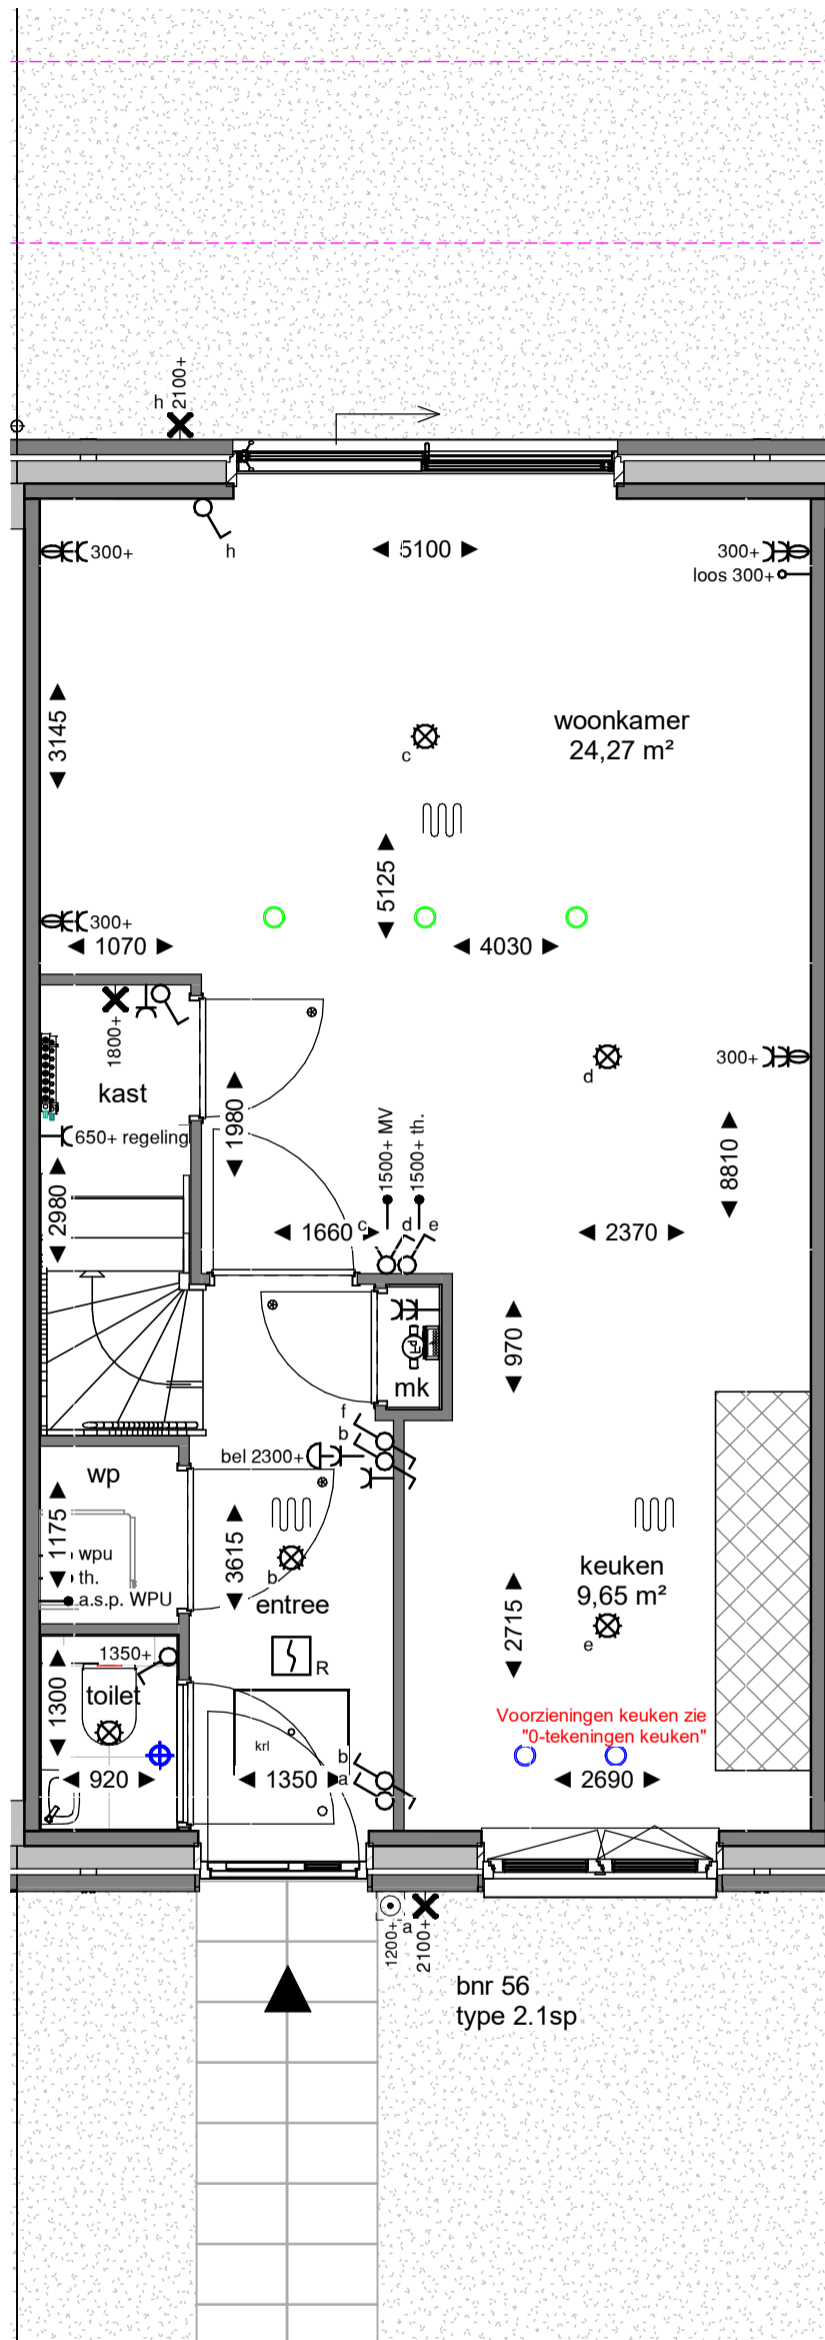 h 2100+
h
5100
300+
300+
loos 300+
3145
woonkamer
24,27 m²
c
5125
300+
1070
4030
1800+
kast
d
300+
650+ regeling
1980
1500+ MV
1500+ th.
8810
2980
1660
c
d
e
2370
970
mk
f
b
bel 2300+
wp
1175
wpu
th.
a.s.p. WPU
3615
b
entree
keuken
9,65 m²
e
2715
1350+
R
toilet
1300
Voorzieningen keuken zie
"0-tekeningen keuken"
krl
b
a
920
1350
2690
1200+
a
2100+
bnr 56
type 2.1sp